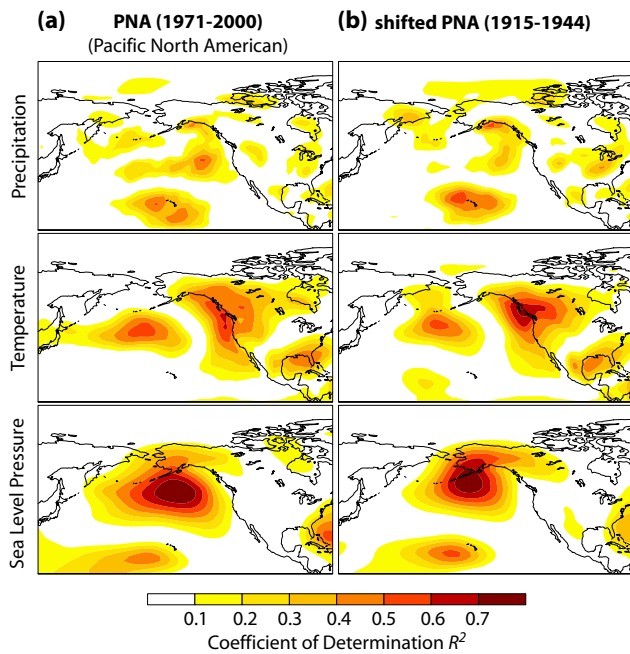 (a) PNA (1971-2000)
(Pacific North American)
(b) shifted PNA (1915-1944)
Precipitation
Temperature
Sea Level Pressure
0.1 0.2 0.3 0.4 0.5 0.6 0.7
Coefficient of Determination R²